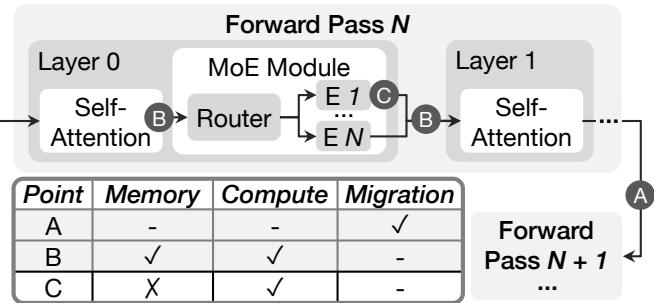 Forward Pass N
Layer 0
MoE Module
Layer 1
Self-
Attention
B
Router
E 1
...
E N
C
B
Self-
Attention
...
A
Point Memory Compute Migration
A - - ✓
B ✓ ✓ -
C ✗ ✓ -
Forward
Pass N + 1
...